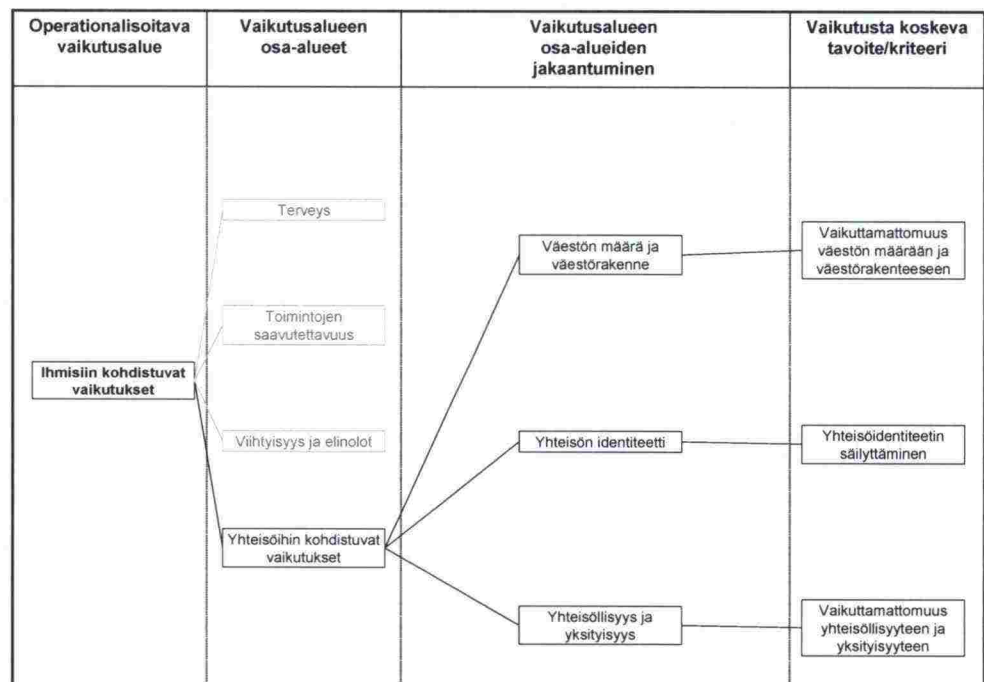 Operationalisoitava
vaikutusalue
Vaikutusalueen
osa-alueet
Vaikutusalueen
osa-alueiden
jakaantuminen
Vaikutusta koskeva
tavoite/kriteeri
Ihmisiin kohdistuvat
vaikutukset
Terveys
Toimintojen
saavutettavuus
Viihtyisyys ja elinolot
Yhteisöihin kohdistuvat
vaikutukset
Väestön määrä ja
väestörakenne
Yhteisön identiteetti
Yhteisöllisyys ja
yksityisyys
Vaikuttamattomuus
väestön määrään ja
väestörakenteeseen
Yhteisöidentiteetin
säilyttäminen
Vaikuttamattomuus
yhteisöllisyyteen ja
yksityisyyteen